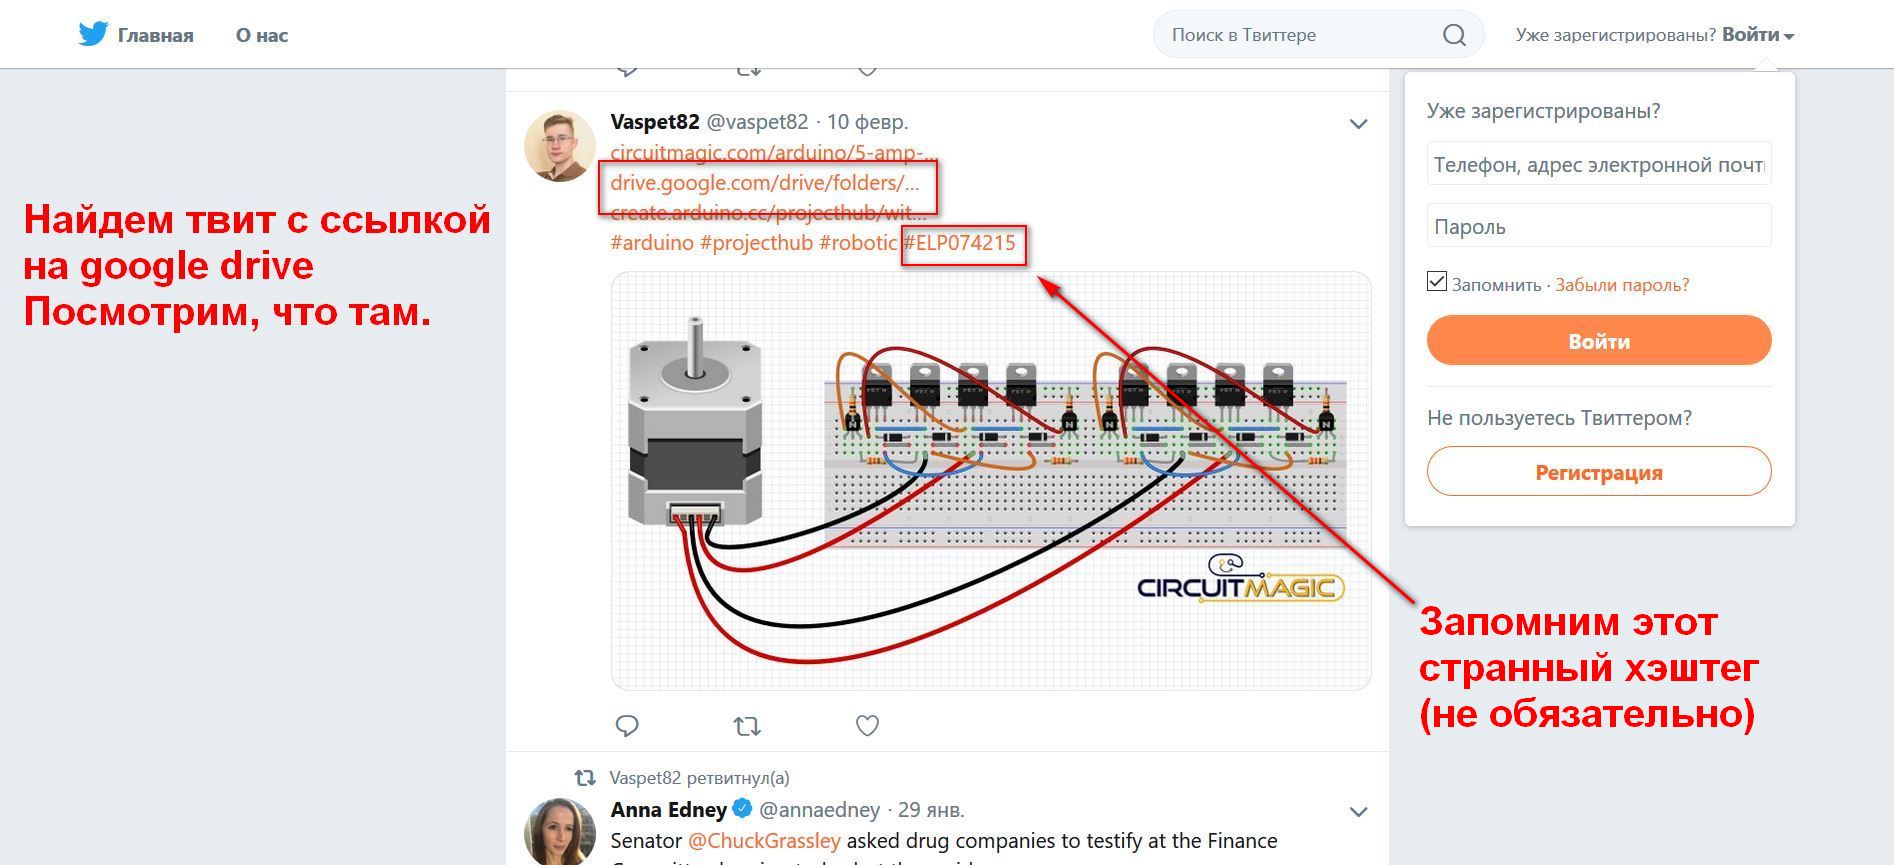 Главная
О нас
Поиск в Твиттере
Уже зарегистрированы? Войти
Vaspet82 @vaspet82 · 10 февр.
circuitmagic.com/arduino/5-amp-...
drive.google.com/drive/folders/...
create.arduino.cc/projecthub/wit...
#arduino #projecthub #robotic #ELP074215
Найдем твит с ссылкой
на google drive
Посмотрим, что там.
CIRCUITMAGIC
Уже зарегистрированы?
Телефон, адрес электронной почт
Пароль
Запомнить · Забыли пароль?
Войти
Не пользуетесь Твиттером?
Регистрация
Запомним этот
странный хэштег
(не обязательно)
Vaspet82 ретвитнул(а)
Anna Edney @annaedney · 29 янв.
Senator @ChuckGrassley asked drug companies to testify at the Finance